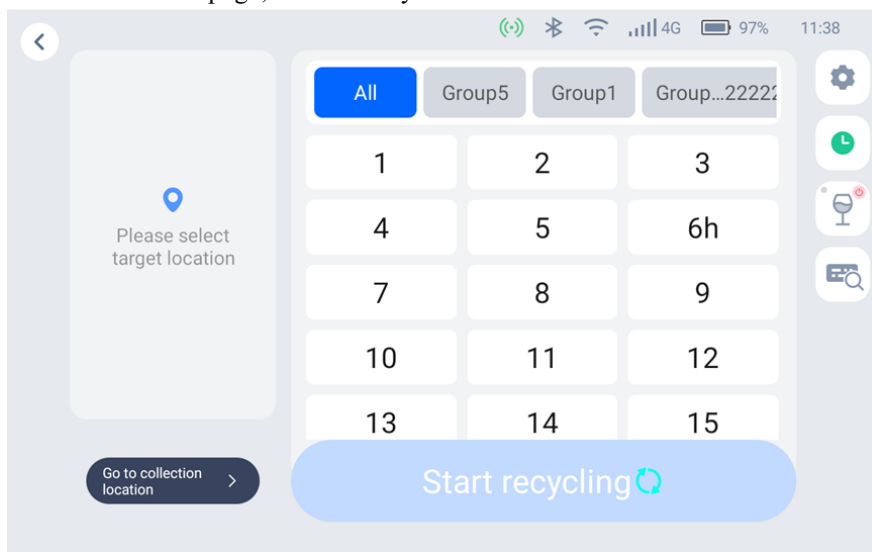 4G 97% 11:38
All Group5 Group1 Group...22222
1 2 3
Please select
target location
4 5 6h
7 8 9
10 11 12
13 14 15
Go to collection
location
Start recycling